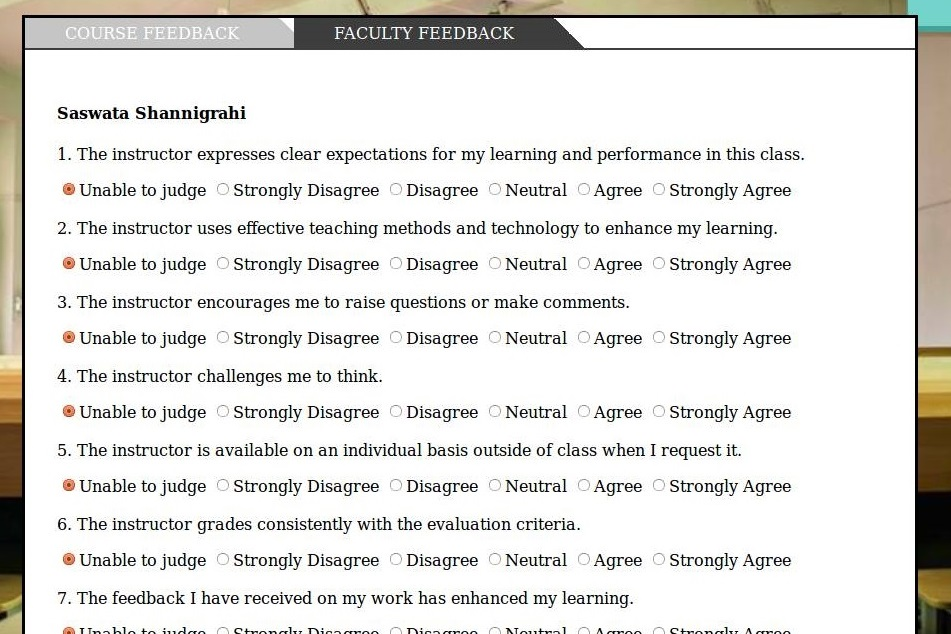 COURSE FEEDBACK FACULTY FEEDBACK
Saswata Shannigrahi
1. The instructor expresses clear expectations for my learning and performance in this class.
Unable to judge Strongly Disagree Disagree Neutral Agree Strongly Agree
2. The instructor uses effective teaching methods and technology to enhance my learning.
Unable to judge Strongly Disagree Disagree Neutral Agree Strongly Agree
3. The instructor encourages me to raise questions or make comments.
Unable to judge Strongly Disagree Disagree Neutral Agree Strongly Agree
4. The instructor challenges me to think.
Unable to judge Strongly Disagree Disagree Neutral Agree Strongly Agree
5. The instructor is available on an individual basis outside of class when I request it.
Unable to judge Strongly Disagree Disagree Neutral Agree Strongly Agree
6. The instructor grades consistently with the evaluation criteria.
Unable to judge Strongly Disagree Disagree Neutral Agree Strongly Agree
7. The feedback I have received on my work has enhanced my learning.
Unable to judge Strongly Disagree Disagree Neutral Agree Strongly Agree